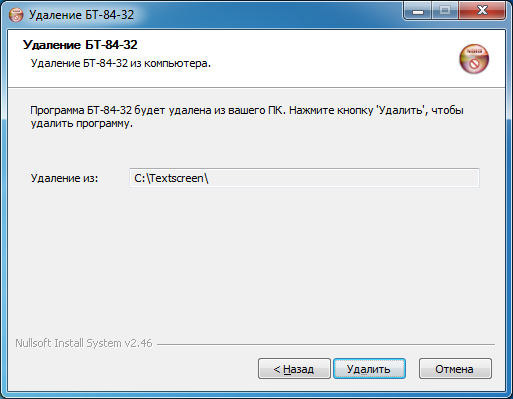 Удаление БТ-84-32
Удаление БТ-84-32
Удаление БТ-84-32 из компьютера.
Программа БТ-84-32 будет удалена из вашего ПК. Нажмите кнопку 'Удалить', чтобы
удалить программу.
Удаление из: C:\Textscreen\
Nullsoft Install System v2.46
< Назад Удалить Отмена